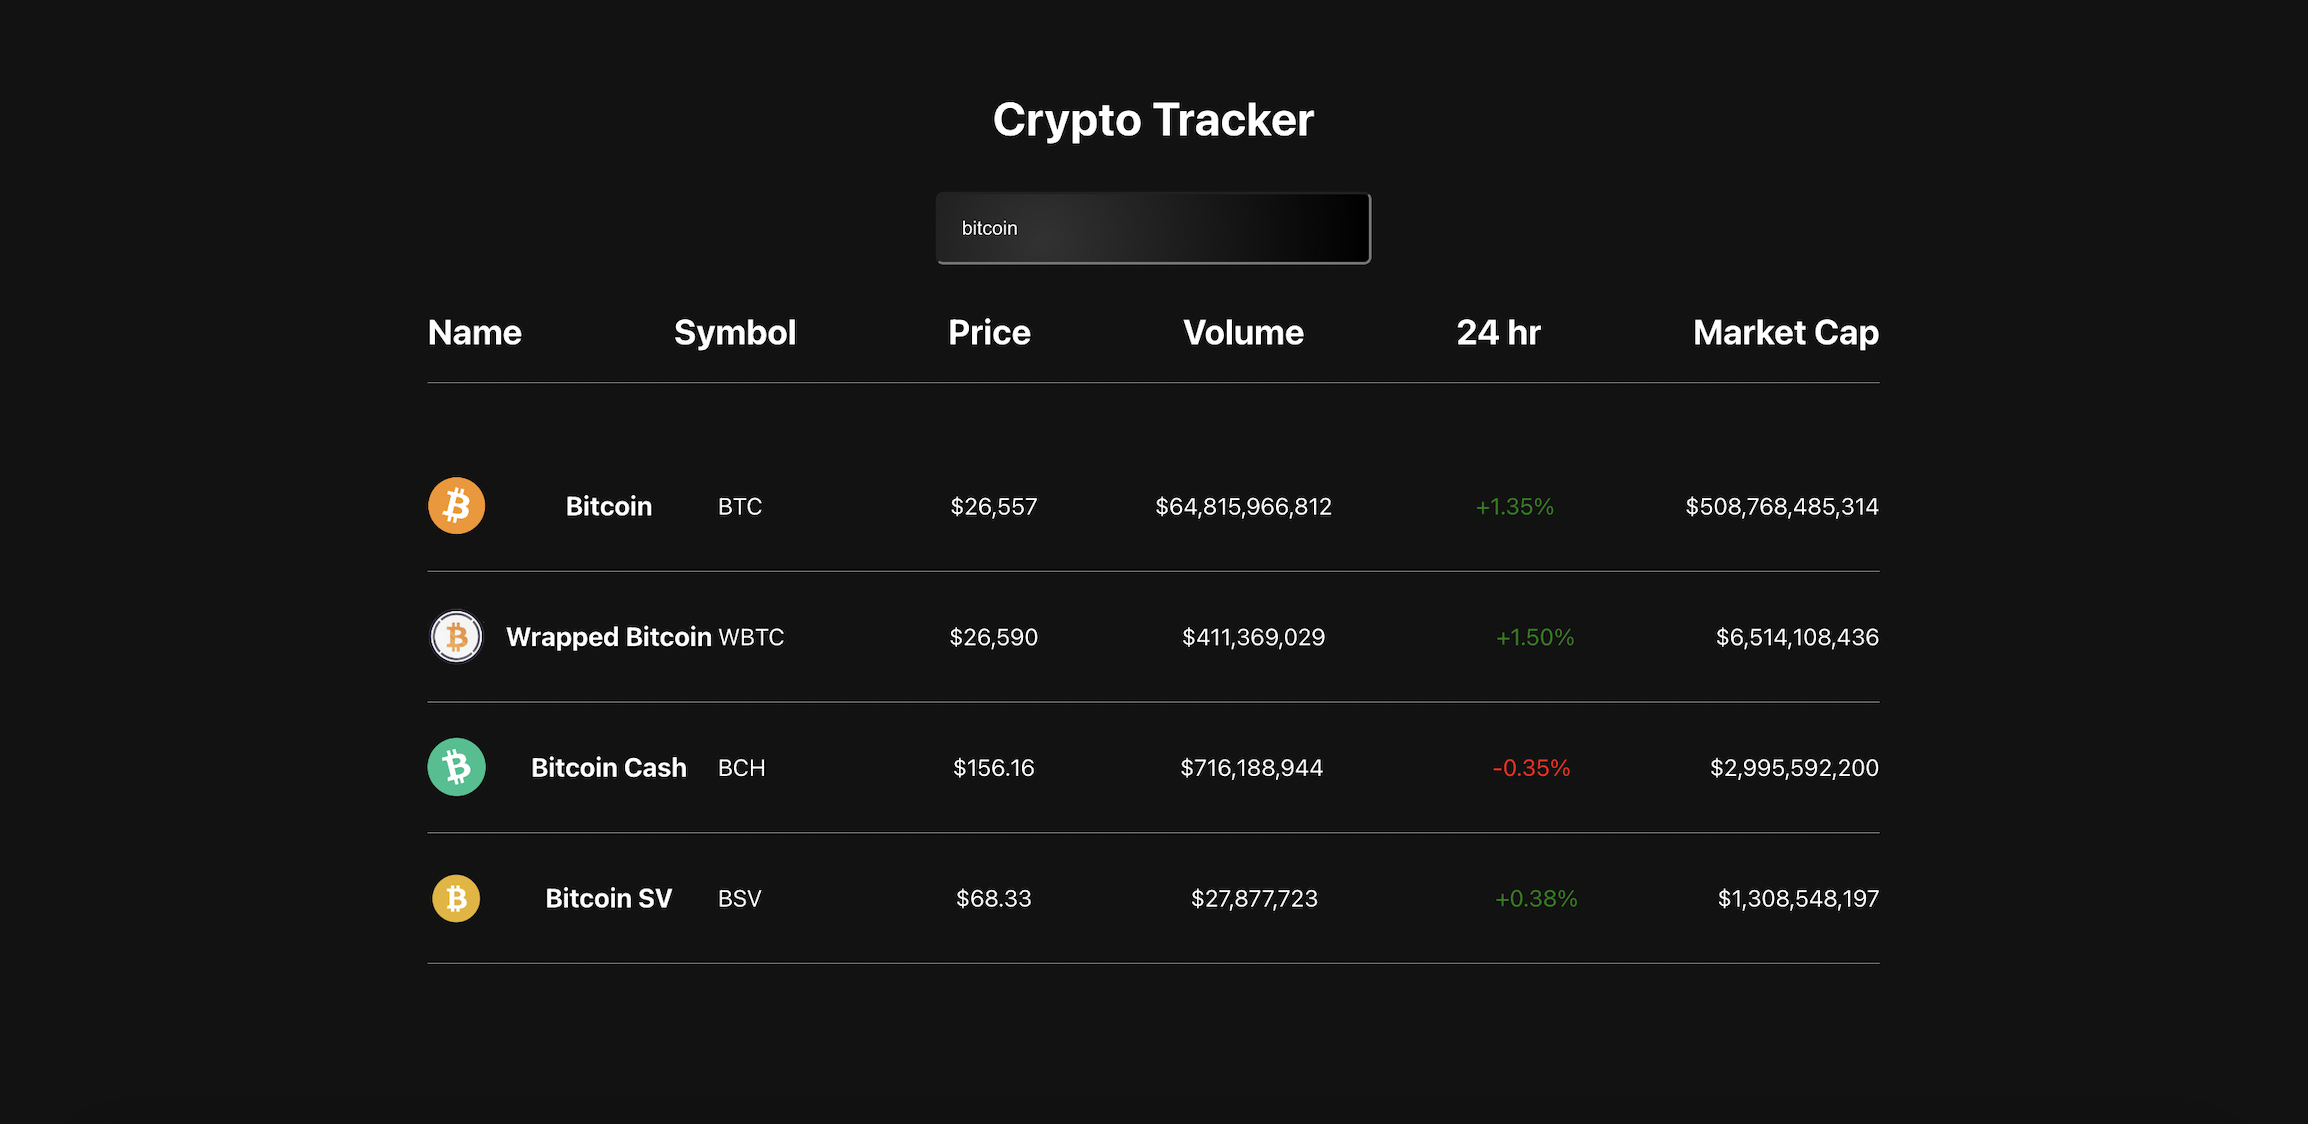 Crypto Tracker
bitcoin
Name Symbol Price Volume 24 hr Market Cap
Bitcoin BTC $26,557 $64,815,966,812 +1.35% $508,768,485,314
Wrapped Bitcoin WBTC $26,590 $411,369,029 +1.50% $6,514,108,436
Bitcoin Cash BCH $156.16 $716,188,944 -0.35% $2,995,592,200
Bitcoin SV BSV $68.33 $27,877,723 +0.38% $1,308,548,197